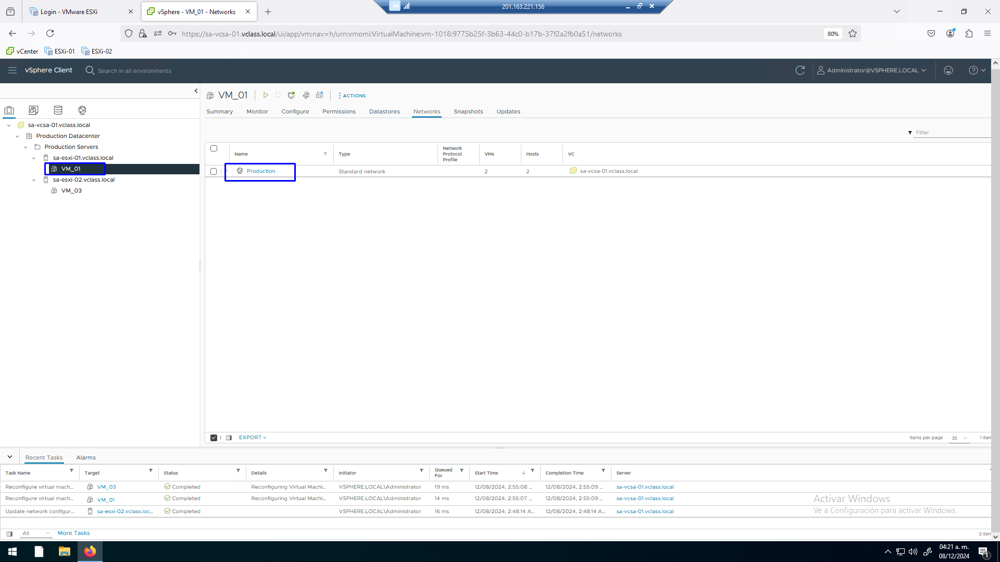 Login - VMware ESXi
vSphere - VM_01 - Networks
201.163.221.156
https://sa-vcsa-01.vclass.local/ui/app/vm;nav=h/urn:vmomi:VirtualMachine:vm-1018:9775b25f-3b63-44c0-b17b-37f2a2fb0a51/networks
80%
vCenter ESXi-01 ESXi-02
vSphere Client
Search in all environments
Administrator@VSPHERE.LOCAL
VM_01
ACTIONS
Summary Monitor Configure Permissions Datastores Networks Snapshots Updates
sa-vcsa-01.vclass.local
Production Datacenter
Production Servers
sa-esxi-01.vclass.local
VM_01
sa-esxi-02.vclass.local
VM_03
Filter
Name Type Network Protocol Profile VMs Hosts VC
Production Standard network 2 2 sa-vcsa-01.vclass.local
1 EXPORT
Items per page 35 1 item
Recent Tasks Alarms
Task Name Target Status Details Initiator Queued For Start Time Completion Time Server
Reconfigure virtual mach... VM_03 Completed Reconfiguring Virtual Machi... VSPHERE.LOCAL\Administrator 19 ms 12/08/2024, 2:55:08 ... 12/08/2024, 2:55:09 ... sa-vcsa-01.vclass.local
Reconfigure virtual mach... VM_01 Completed Reconfiguring Virtual Machi... VSPHERE.LOCAL\Administrator 14 ms 12/08/2024, 2:55:07 ... 12/08/2024, 2:55:09 ... sa-vcsa-01.vclass.local
Update network configur... sa-esxi-02.vclass.loc... Completed VSPHERE.LOCAL\Administrator 16 ms 12/08/2024, 2:48:14 A... 12/08/2024, 2:48:14 A... sa-vcsa-01.vclass.local
Activar Windows
Ve a Configuración para activar Windows.
All More Tasks
3 item
04:21 a. m.
08/12/2024
1